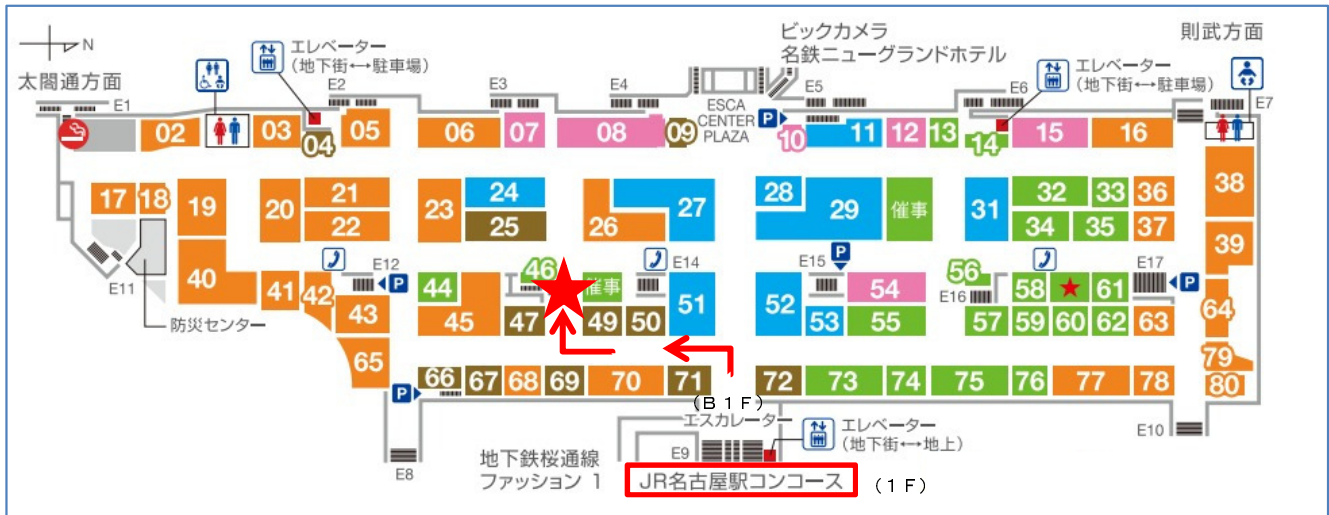 ビックカメラ
名鉄ニューグランドホテル
則武方面
N
エレベーター
(地下街↔駐車場)
エレベーター
(地下街↔駐車場)
太閤通方面
E1
E2
E3
E4
E5
E6
E7
ESCA
CENTER
PLAZA
P
02
03
04
05
06
07
08
09
10
11
12
13
14
15
16
17
18
19
20
21
22
23
24
25
26
27
28
29
催事
31
32
33
34
35
36
37
38
39
40
41
42
43
E11
防災センター
E12
P
44
45
46
47
催事
49
50
E14
51
52
E15
P
53
54
55
56
E16
57
58
59
60
61
62
63
E17
P
64
65
P
66
67
68
69
70
71
72
73
74
75
76
77
78
79
80
(B1F)
エスカレーター
E8
E9
E10
エレベーター
(地下街↔地上)
地下鉄桜通線
ファッション 1
JR名古屋駅コンコース
(1F)